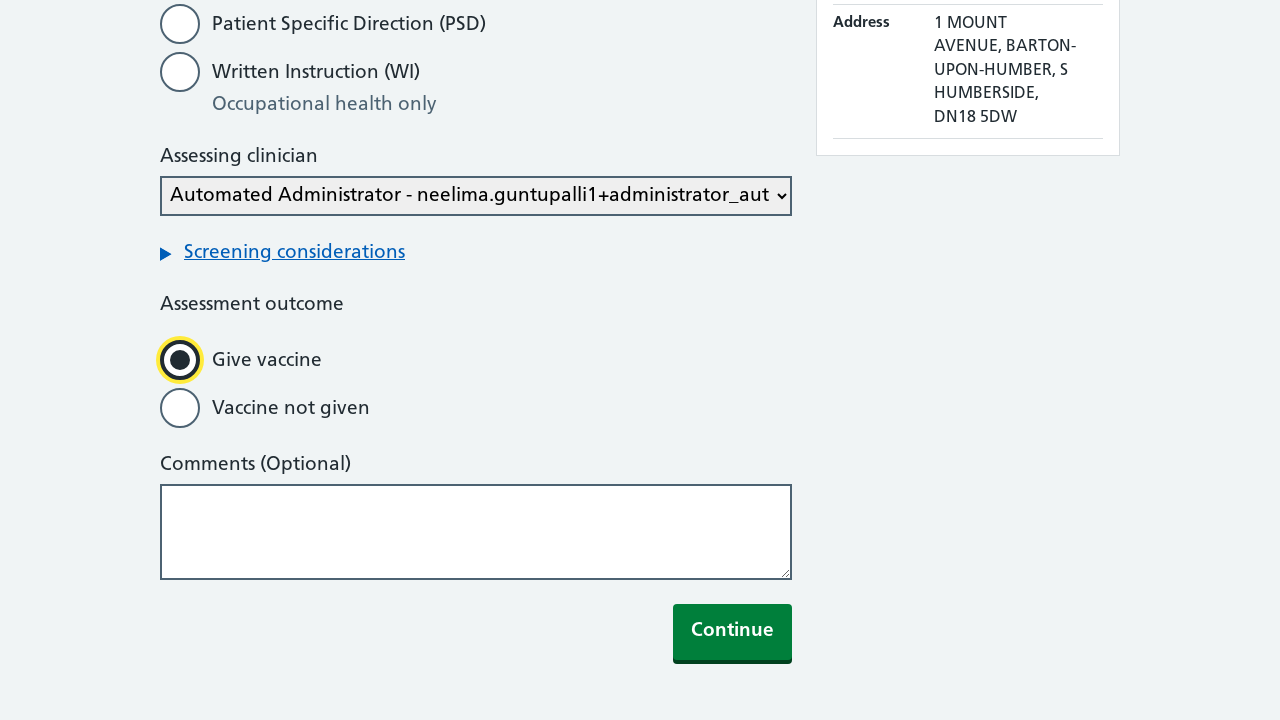 Patient Specific Direction (PSD)
Written Instruction (WI)
Occupational health only
Assessing clinician
Automated Administrator - neelima.guntupalli1+administrator_aut
Screening considerations
Assessment outcome
Give vaccine
Vaccine not given
Comments (Optional)
Continue
Address
1 MOUNT
AVENUE, BARTON-
UPON-HUMBER, S
HUMBERSIDE,
DN18 5DW